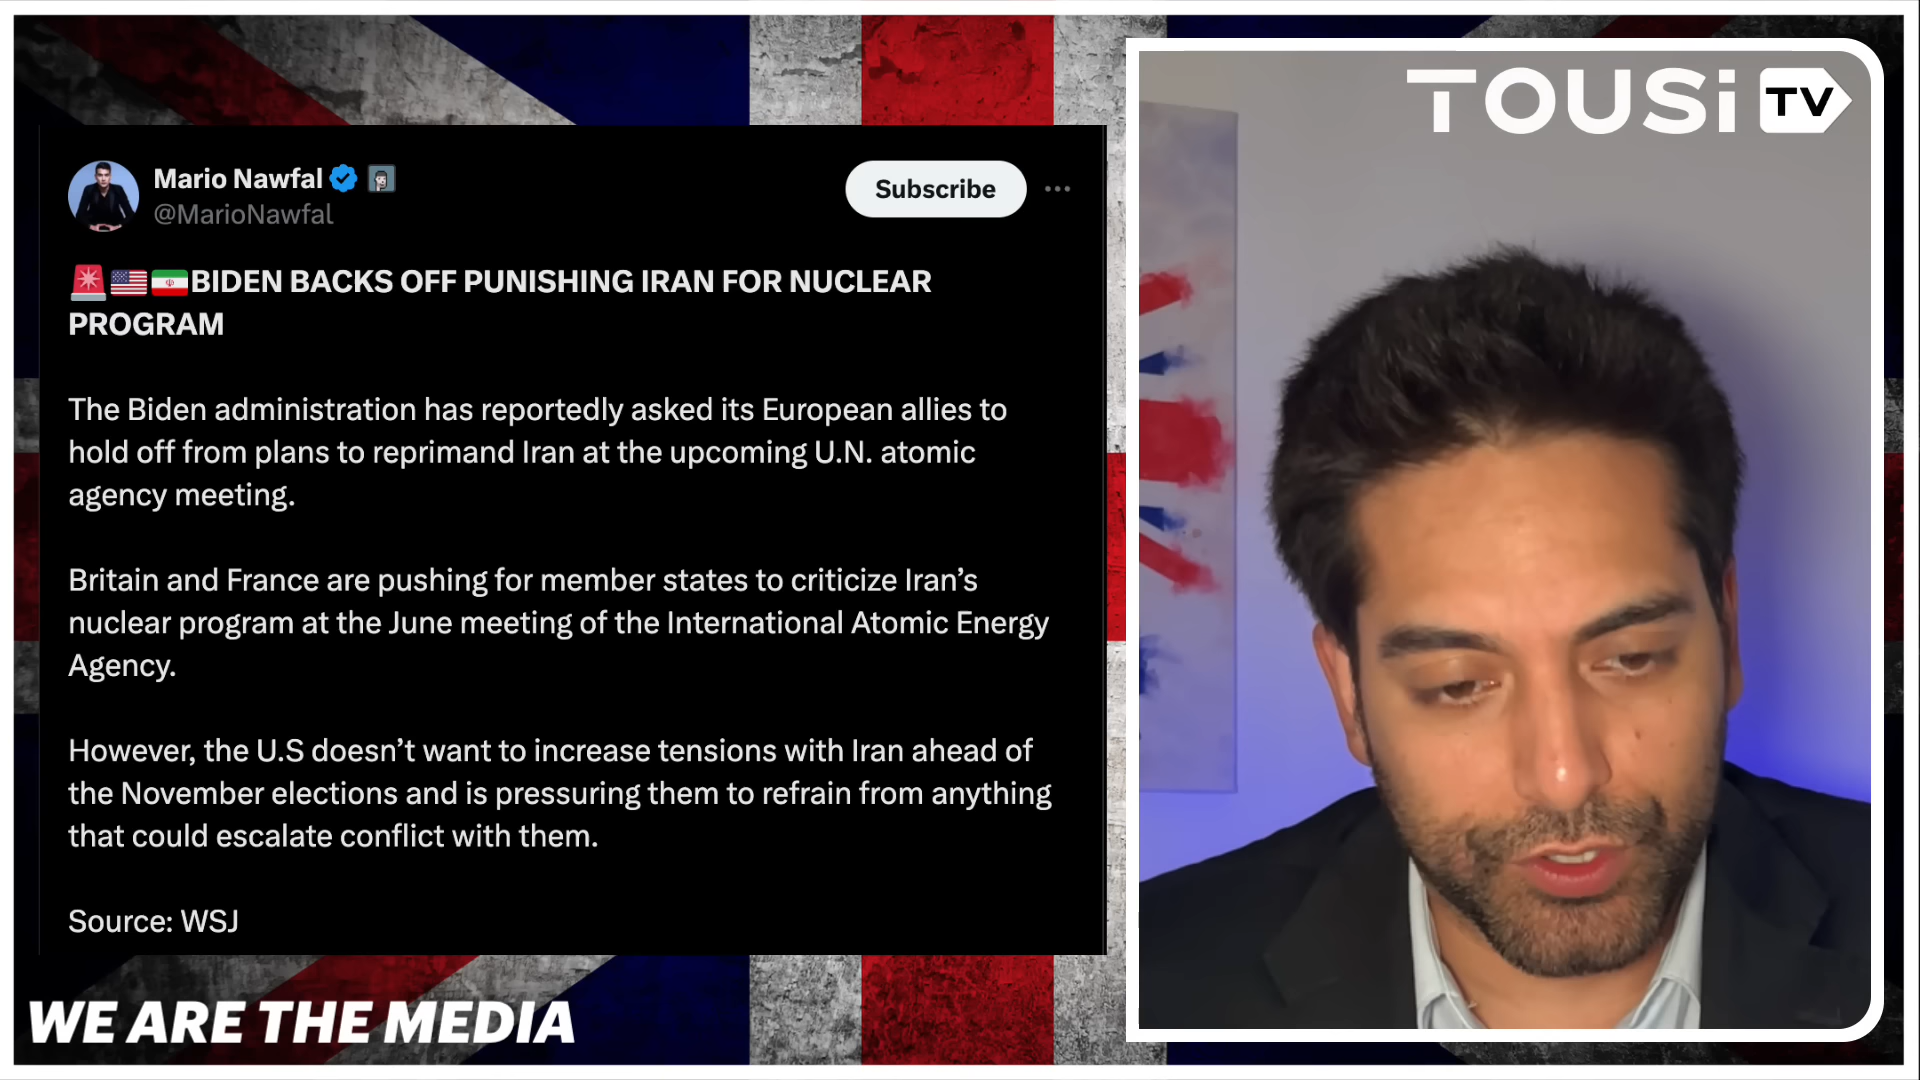 TOUSi TV
Mario Nawfal
@MarioNawfal
Subscribe
🚨🇺🇸🇮🇷BIDEN BACKS OFF PUNISHING IRAN FOR NUCLEAR
PROGRAM
The Biden administration has reportedly asked its European allies to
hold off from plans to reprimand Iran at the upcoming U.N. atomic
agency meeting.
Britain and France are pushing for member states to criticize Iran’s
nuclear program at the June meeting of the International Atomic Energy
Agency.
However, the U.S doesn’t want to increase tensions with Iran ahead of
the November elections and is pressuring them to refrain from anything
that could escalate conflict with them.
Source: WSJ
WE ARE THE MEDIA